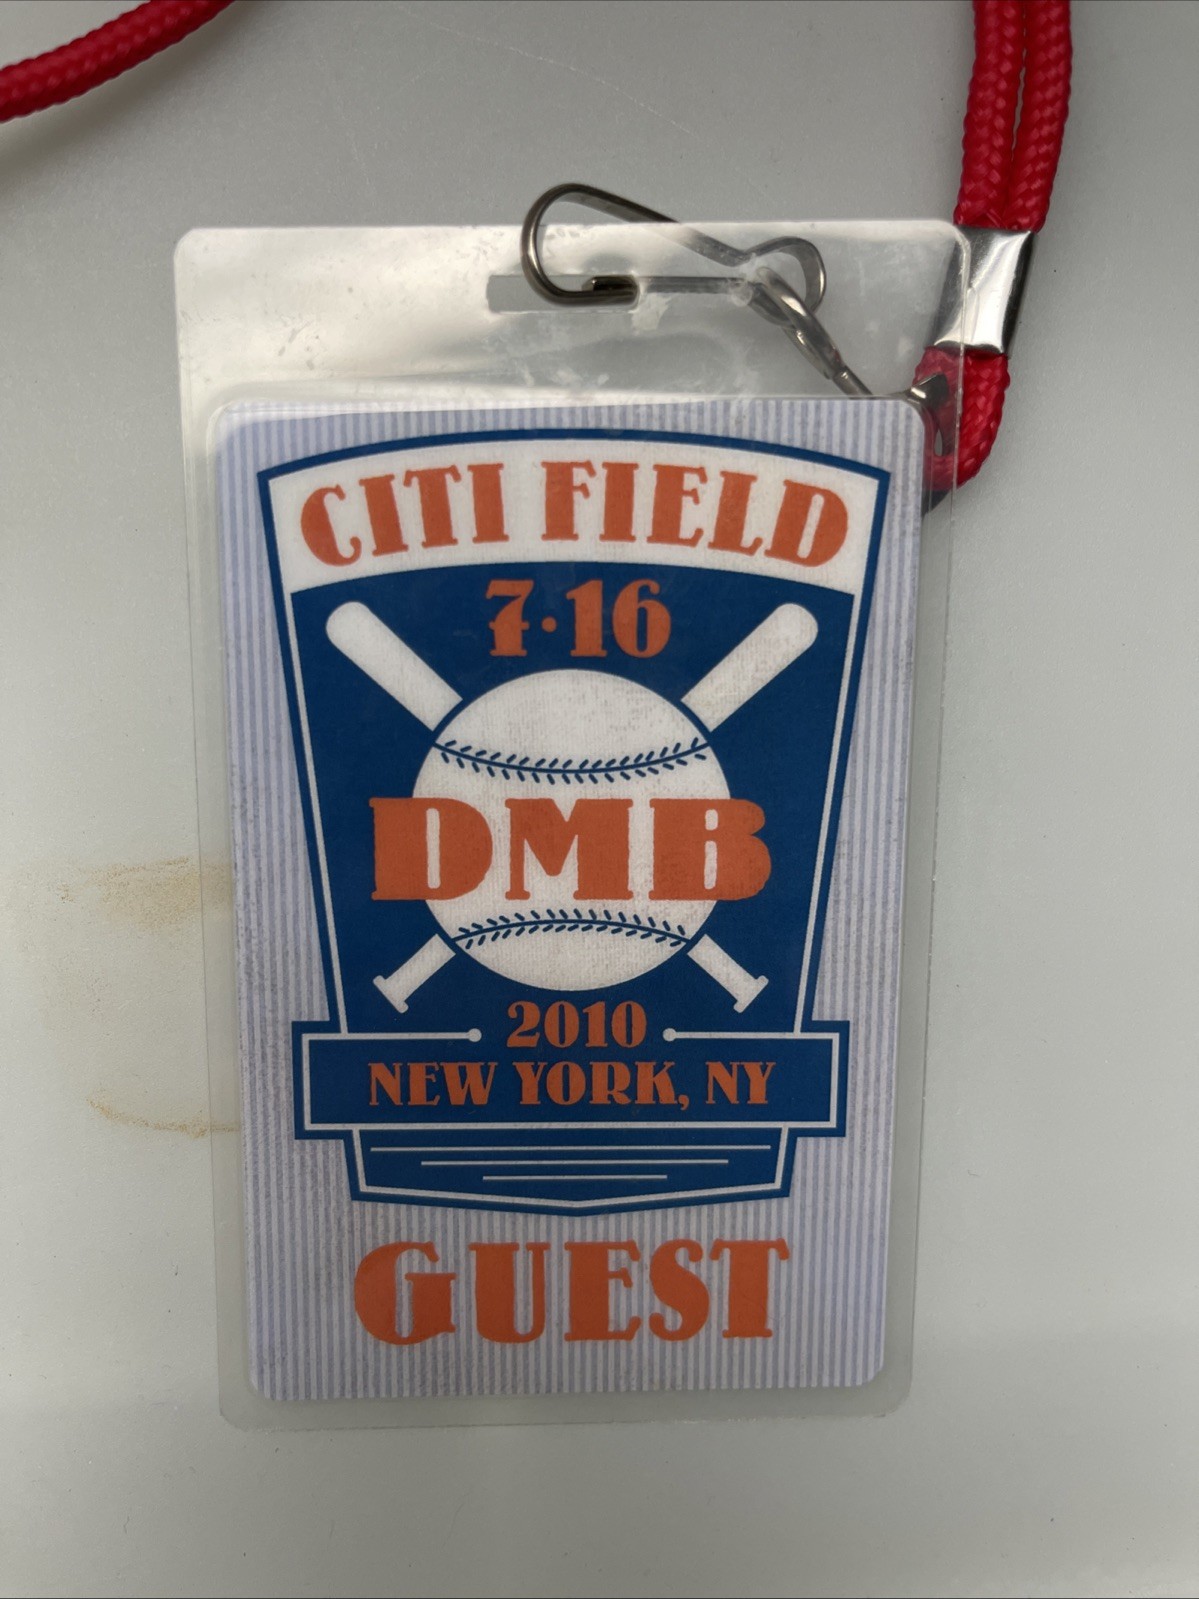 CITI FIELD
7·16
DMB
2010
NEW YORK, NY
GUEST